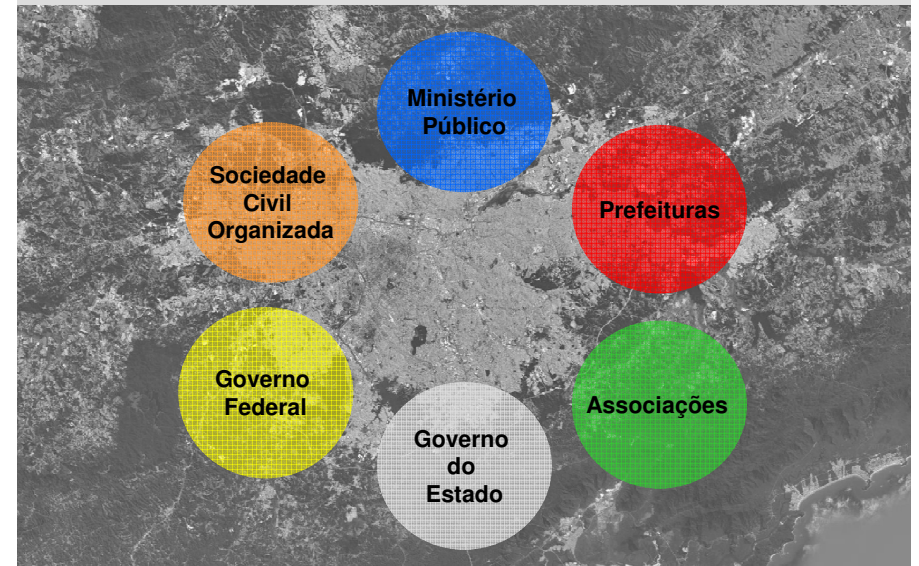 Ministério
Público
Sociedade
Civil
Organizada
Prefeituras
Governo
Federal
Associações
Governo
do
Estado